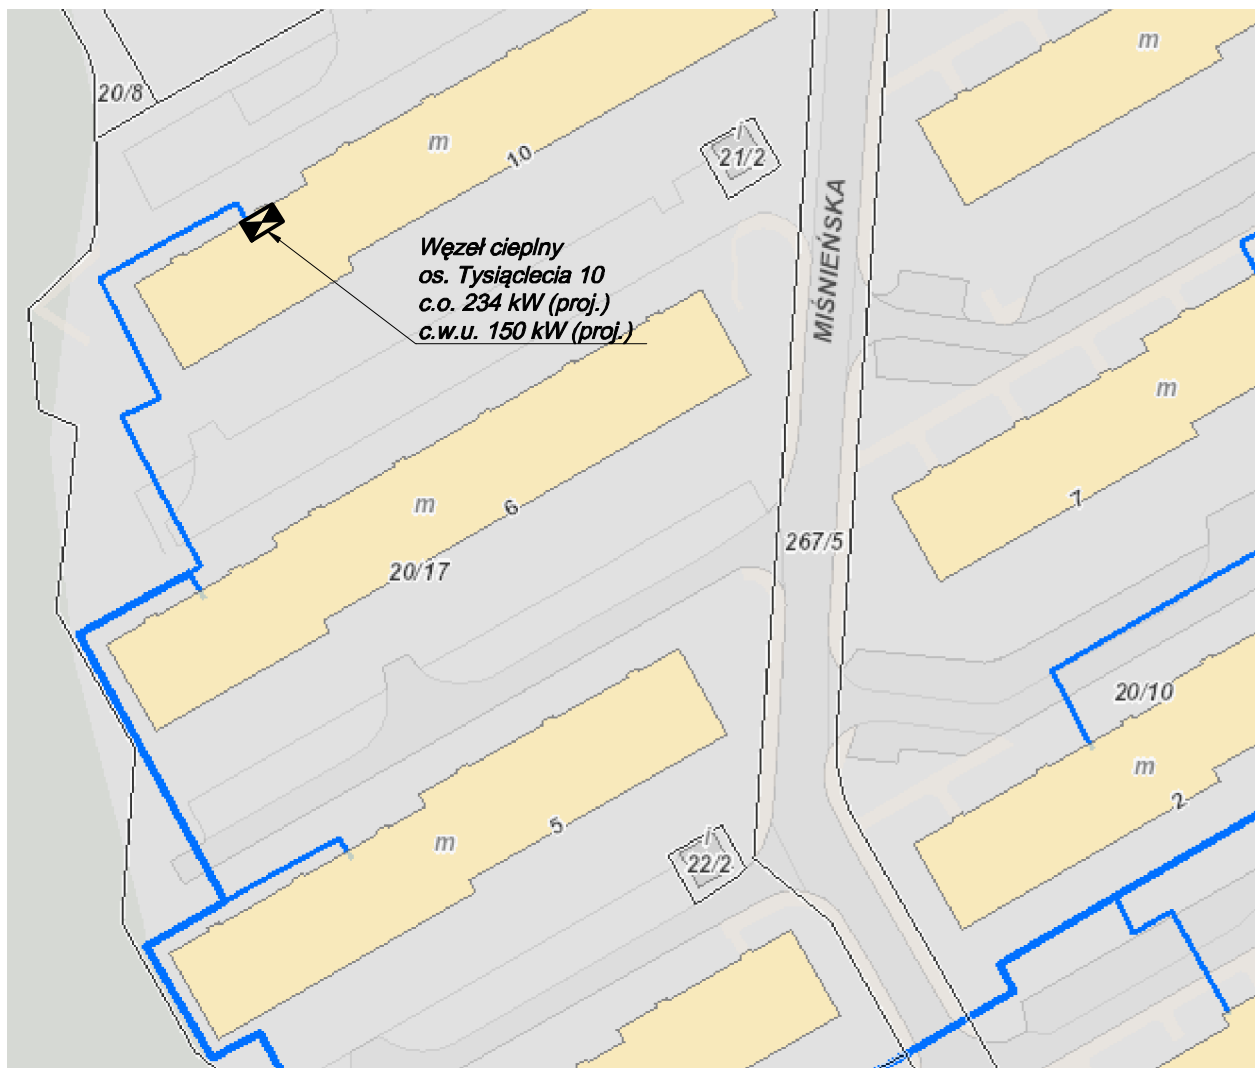 m
20/8
m
10
i
21/2
MIŚNIEŃSKA
Węzeł cieplny
os. Tysiąclecia 10
c.o. 234 kW (proj.)
c.w.u. 150 kW (proj.)
m
m
6
7
267/5
20/17
20/10
m
2
m
5
i
22/2